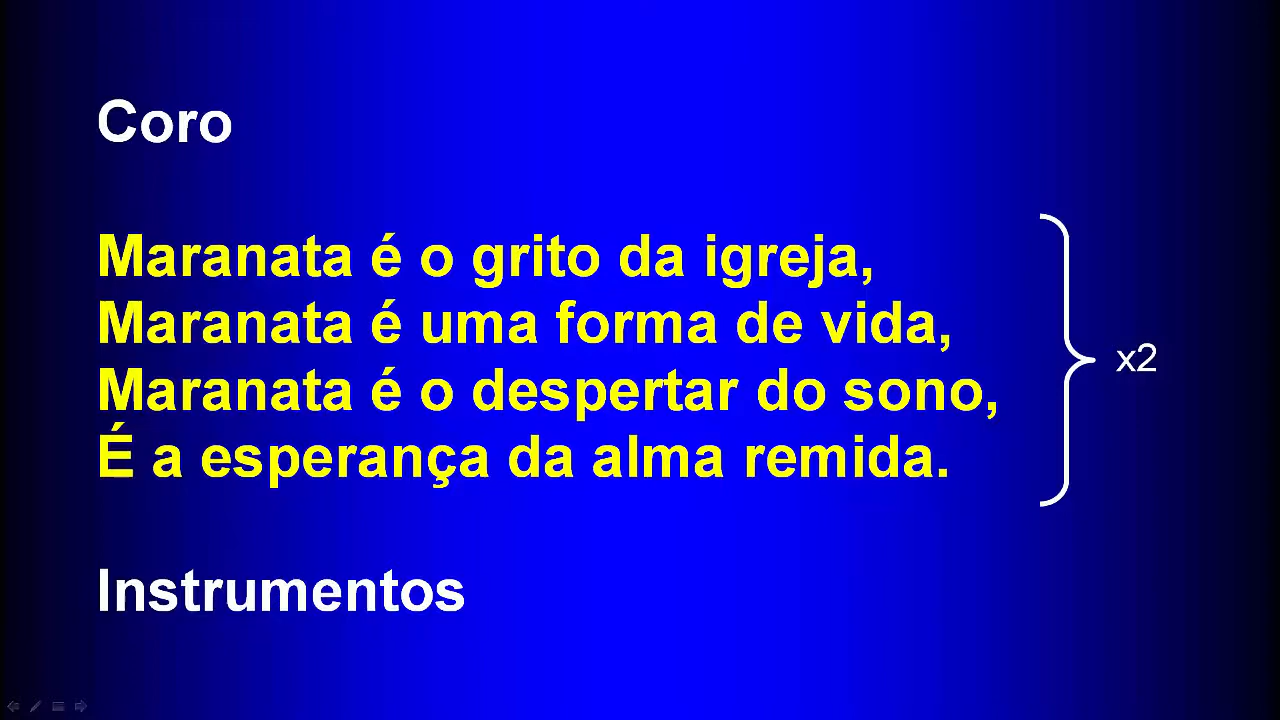 Coro
Maranata é o grito da igreja,
Maranata é uma forma de vida,
Maranata é o despertar do sono,
É a esperança da alma remida.
x2
Instrumentos